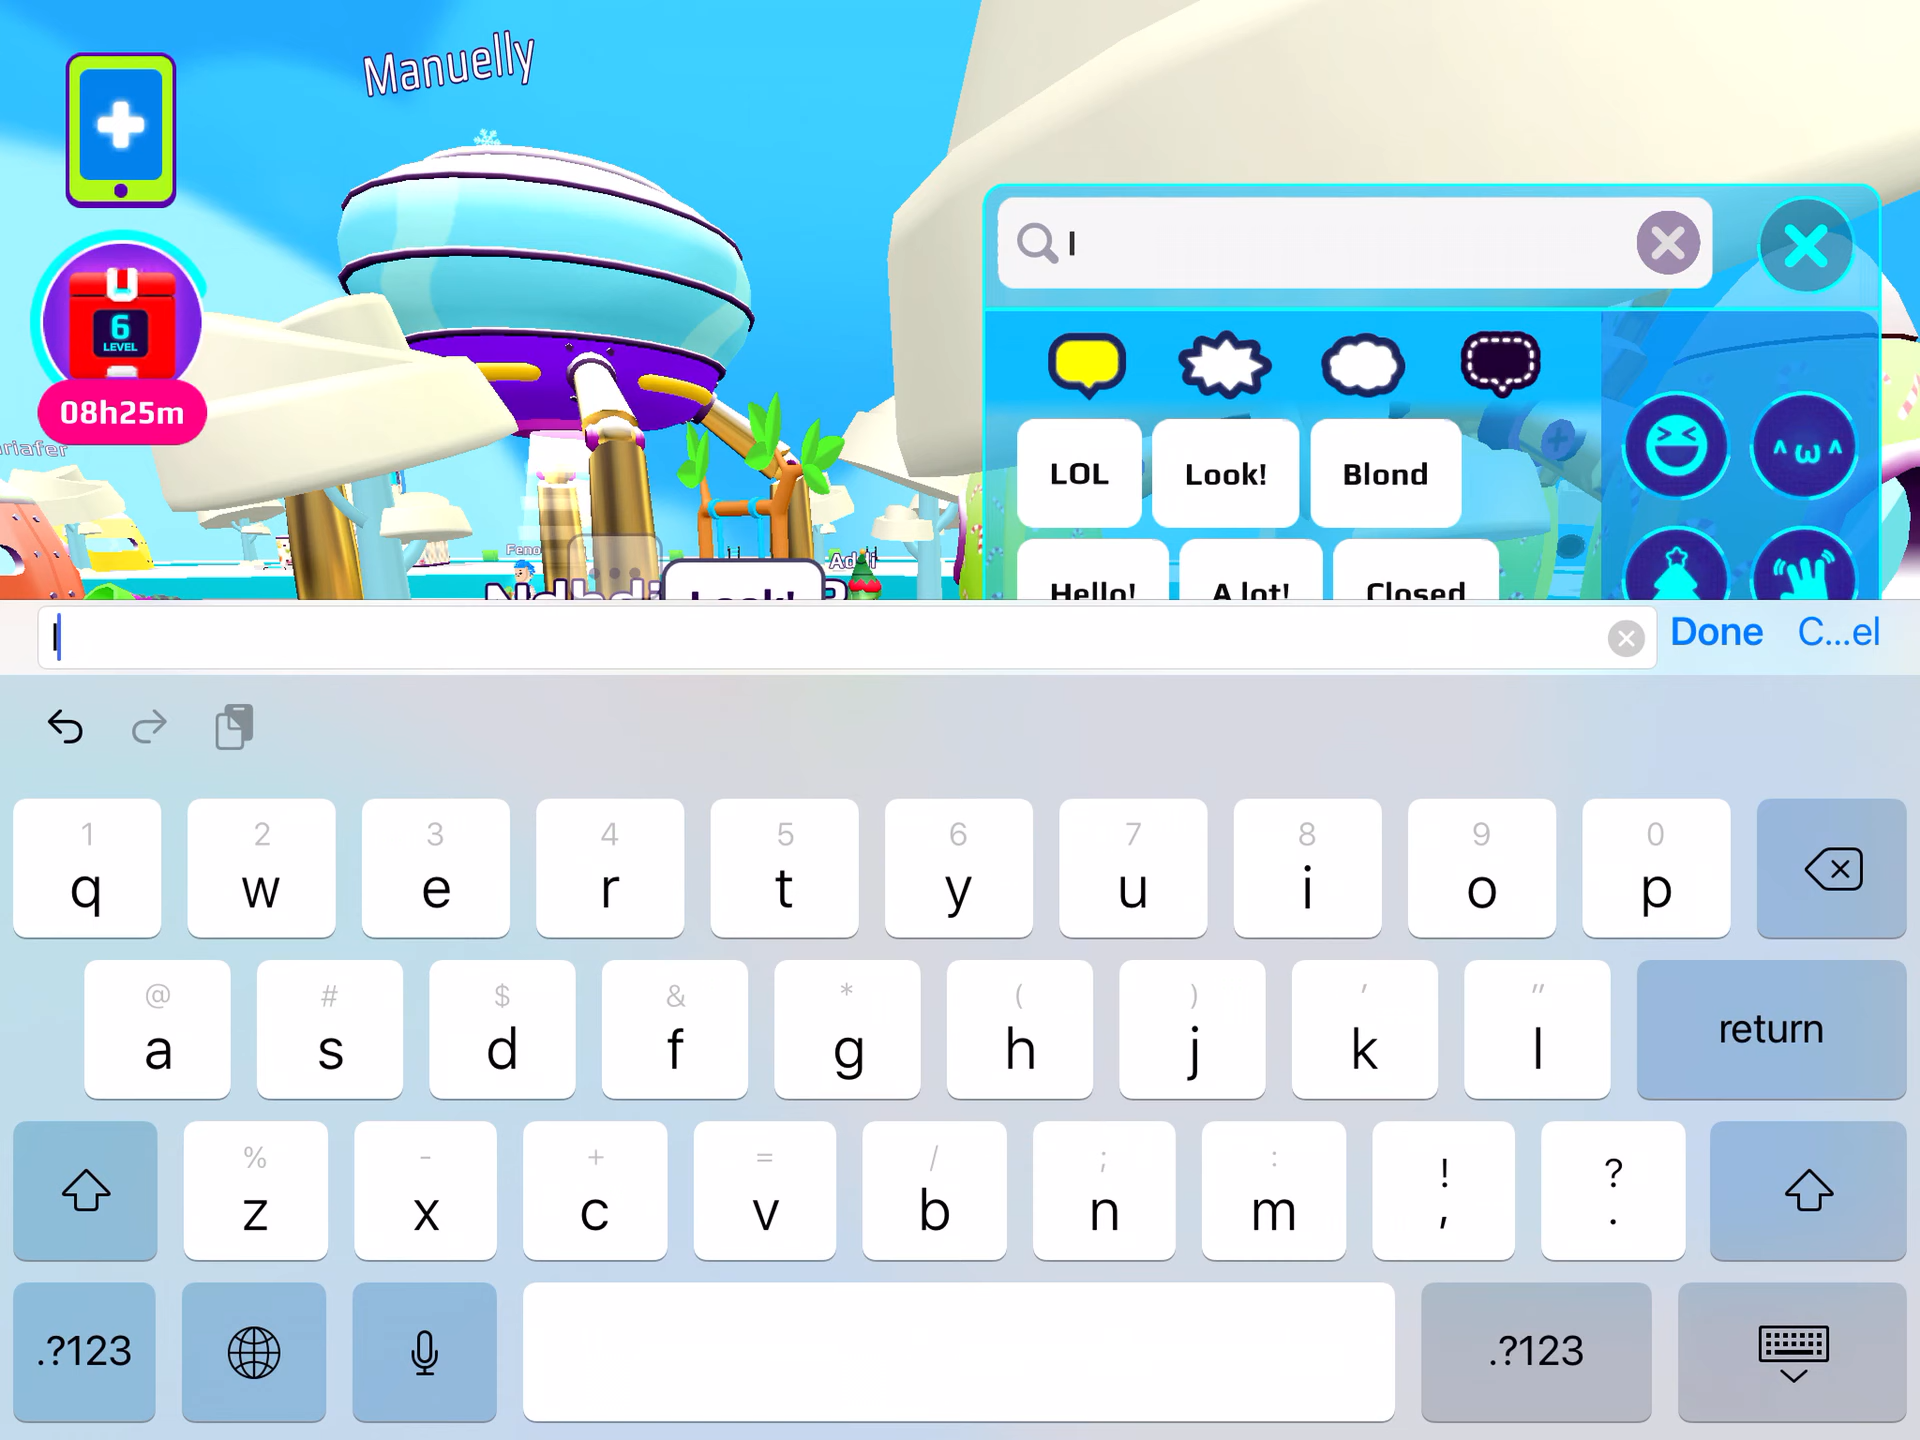 Manuelly
6
LEVEL
08h25m
l
LOL
Look!
Blond
Hello!
A lot!
Closed
Look!
l
Done
C...el
1 2 3 4 5 6 7 8 9 0
q w e r t y u i o p
@ # $ & * ( ) ' "
a s d f g h j k l
return
% - + = / ; : ! ?
z x c v b n m , .
.?123
.?123